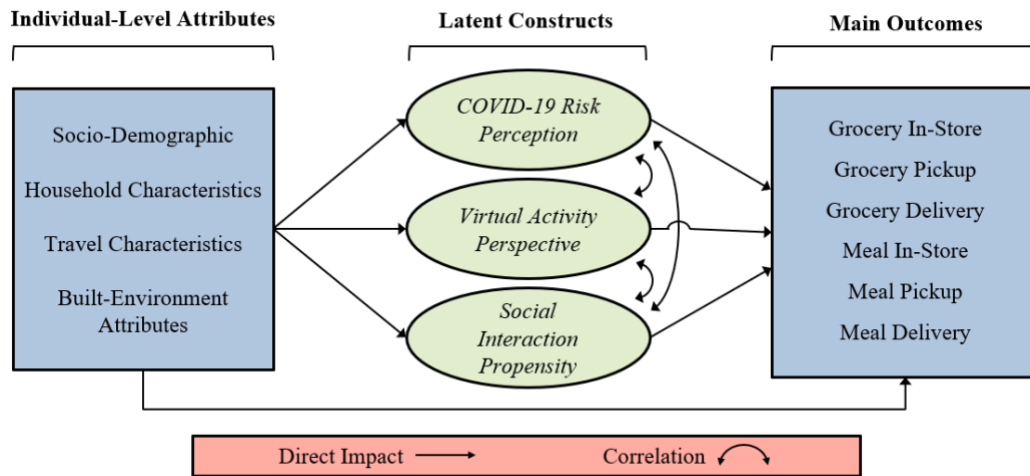 Individual-Level Attributes
Latent Constructs
Main Outcomes
Socio-Demographic
Household Characteristics
Travel Characteristics
Built-Environment
Attributes
COVID-19 Risk
Perception
Virtual Activity
Perspective
Social
Interaction
Propensity
Grocery In-Store
Grocery Pickup
Grocery Delivery
Meal In-Store
Meal Pickup
Meal Delivery
Direct Impact
Correlation